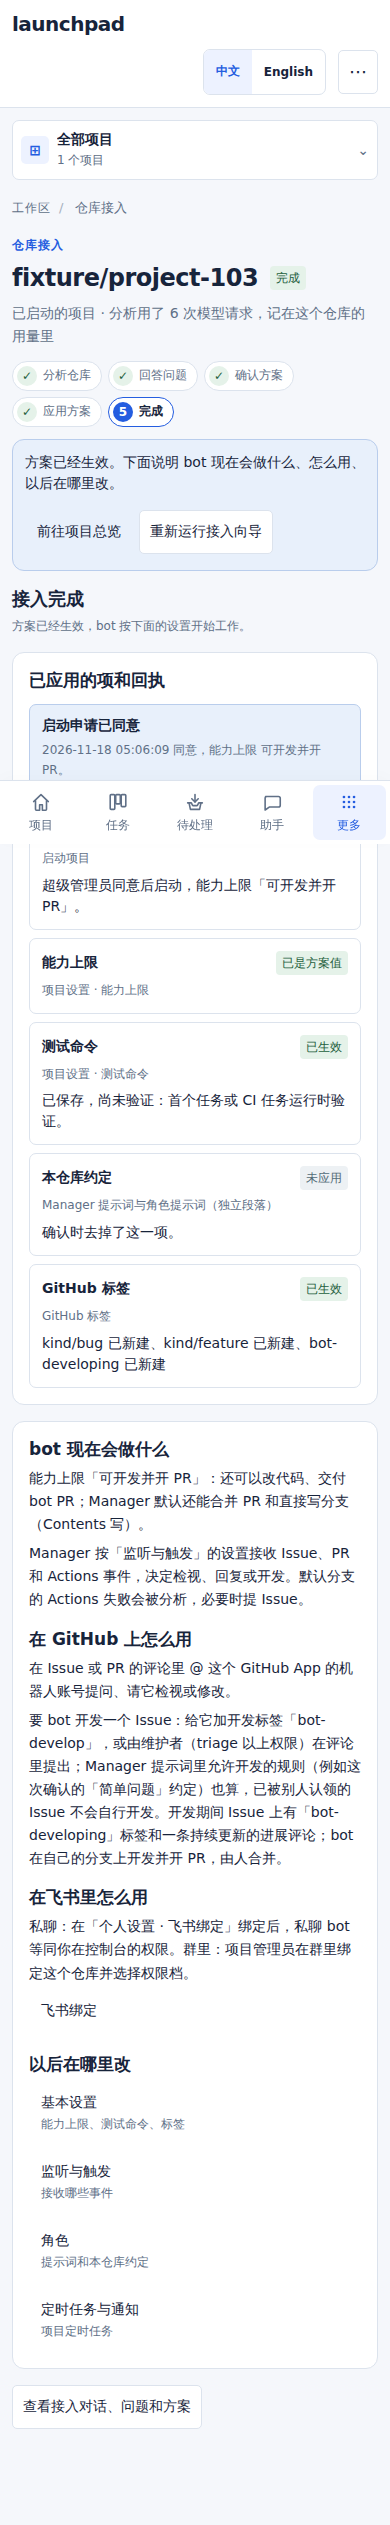 launchpad
中文 English ⋯
全部项目
1 个项目
工作区 / 仓库接入
仓库接入
fixture/project-103 完成
已启动的项目 · 分析用了 6 次模型请求，记在这个仓库的
用量里
✓ 分析仓库 ✓ 回答问题 ✓ 确认方案
✓ 应用方案 5 完成
方案已经生效。下面说明 bot 现在会做什么、怎么用、
以后在哪里改。
前往项目总览 重新运行接入向导
接入完成
方案已生效，bot 按下面的设置开始工作。
已应用的项和回执
启动申请已同意
2026-11-18 05:06:09 同意，能力上限 可开发并开
PR。
项目 任务 待处理 助手 更多
启动项目
超级管理员同意后启动，能力上限「可开发并开
PR」。
能力上限 已是方案值
项目设置 · 能力上限
测试命令 已生效
项目设置 · 测试命令
已保存，尚未验证：首个任务或 CI 任务运行时验
证。
本仓库约定 未应用
Manager 提示词与角色提示词（独立段落）
确认时去掉了这一项。
GitHub 标签 已生效
GitHub 标签
kind/bug 已新建、kind/feature 已新建、bot-
developing 已新建
bot 现在会做什么
能力上限「可开发并开 PR」：还可以改代码、交付
bot PR；Manager 默认还能合并 PR 和直接写分支
（Contents 写）。
Manager 按「监听与触发」的设置接收 Issue、PR
和 Actions 事件，决定检视、回复或开发。默认分支
的 Actions 失败会被分析，必要时提 Issue。
在 GitHub 上怎么用
在 Issue 或 PR 的评论里 @ 这个 GitHub App 的机
器人账号提问、请它检视或修改。
要 bot 开发一个 Issue：给它加开发标签「bot-
develop」，或由维护者（triage 以上权限）在评论
里提出；Manager 提示词里允许开发的规则（例如这
次确认的「简单问题」约定）也算，已被别人认领的
Issue 不会自行开发。开发期间 Issue 上有「bot-
developing」标签和一条持续更新的进展评论；bot
在自己的分支上开发并开 PR，由人合并。
在飞书里怎么用
私聊：在「个人设置 · 飞书绑定」绑定后，私聊 bot
等同你在控制台的权限。群里：项目管理员在群里绑
定这个仓库并选择权限档。
飞书绑定
以后在哪里改
基本设置
能力上限、测试命令、标签
监听与触发
接收哪些事件
角色
提示词和本仓库约定
定时任务与通知
项目定时任务
查看接入对话、问题和方案